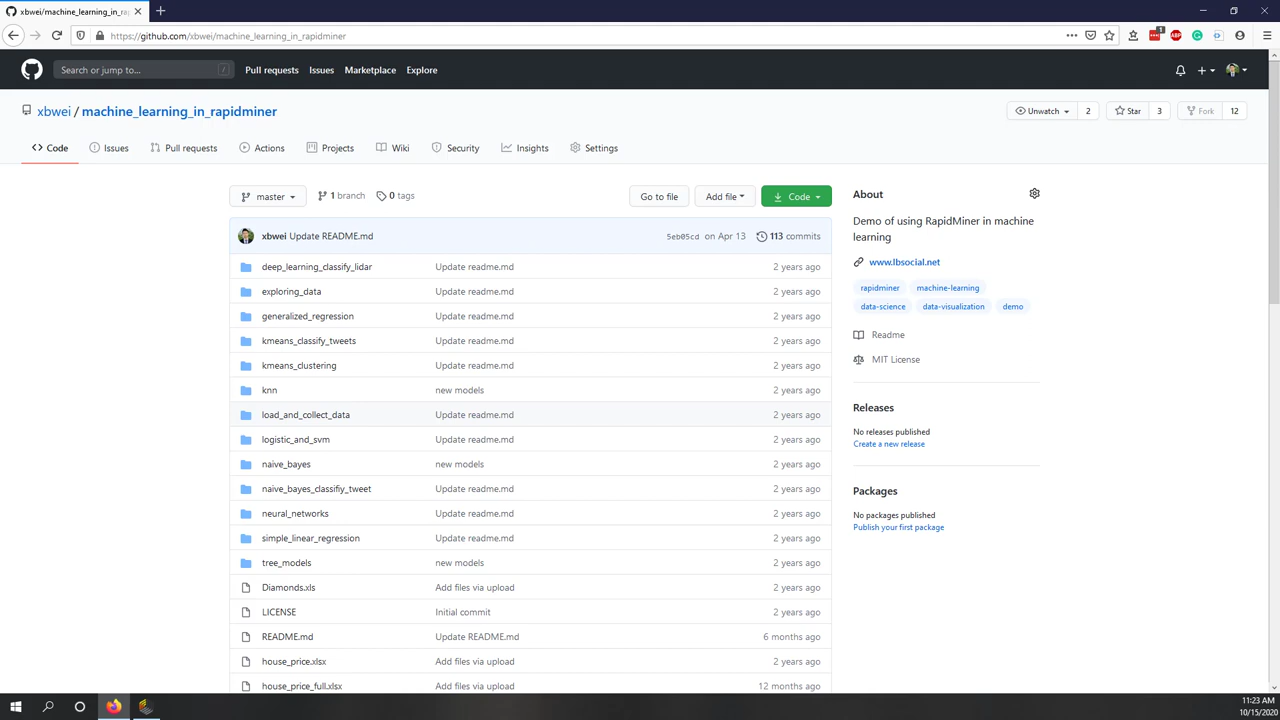 xbwei/machine_learning_in_ra
https://github.com/xbwei/machine_learning_in_rapidminer
Search or jump to... /
Pull requests Issues Marketplace Explore
xbwei / machine_learning_in_rapidminer
Unwatch 2 Star 3 Fork 12
Code Issues Pull requests Actions Projects Wiki Security Insights Settings
master 1 branch 0 tags Go to file Add file Code
xbwei Update README.md 5eb05cd on Apr 13 113 commits
deep_learning_classify_lidar Update readme.md 2 years ago
exploring_data Update readme.md 2 years ago
generalized_regression Update readme.md 2 years ago
kmeans_classify_tweets Update readme.md 2 years ago
kmeans_clustering Update readme.md 2 years ago
knn new models 2 years ago
load_and_collect_data Update readme.md 2 years ago
logistic_and_svm Update readme.md 2 years ago
naive_bayes new models 2 years ago
naive_bayes_classifiy_tweet Update readme.md 2 years ago
neural_networks Update readme.md 2 years ago
simple_linear_regression Update readme.md 2 years ago
tree_models new models 2 years ago
Diamonds.xls Add files via upload 2 years ago
LICENSE Initial commit 2 years ago
README.md Update README.md 6 months ago
house_price.xlsx Add files via upload 2 years ago
house_price_full.xlsx Add files via upload 12 months ago
About
Demo of using RapidMiner in machine
learning
www.lbsocial.net
rapidminer machine-learning
data-science data-visualization demo
Readme
MIT License
Releases
No releases published
Create a new release
Packages
No packages published
Publish your first package
11:23 AM
10/15/2020